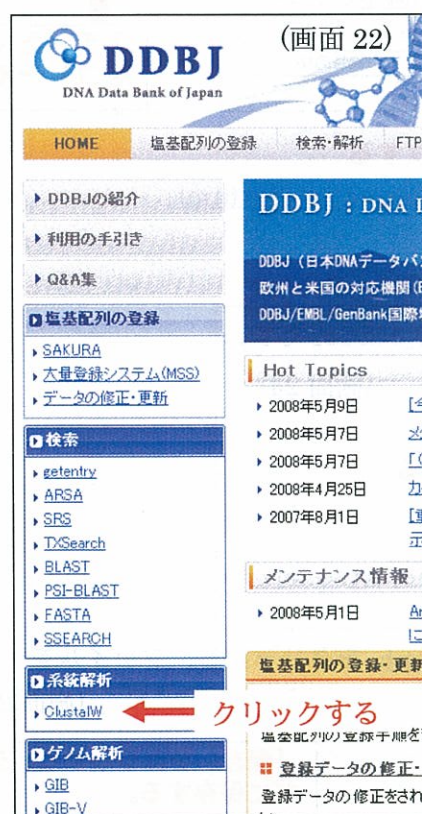 (画面 22)
DDBJ
DNA Data Bank of Japan
HOME 塩基配列の登録 検索・解析 FTP
DDBJの紹介
利用の手引き
Q&A集
塩基配列の登録
SAKURA
大量登録システム(MSS)
データの修正・更新
検索
getentry
ARSA
SRS
TXSearch
BLAST
PSI-BLAST
FASTA
SSEARCH
系統解析
ClustalW
クリックする
ゲノム解析
GIB
GIB-V
DDBJ : DNA
DDBJ (日本DNAデータバ
欧州と米国の対応機関(
DDBJ/EMBL/GenBank国際
Hot Topics
2008年5月9日
2008年5月7日
2008年5月7日
2008年4月25日
2007年8月1日
メンテナンス情報
2008年5月1日
塩基配列の登録・更新
塩基配列の登録手順を
登録データの修正・
登録データの修正をされ